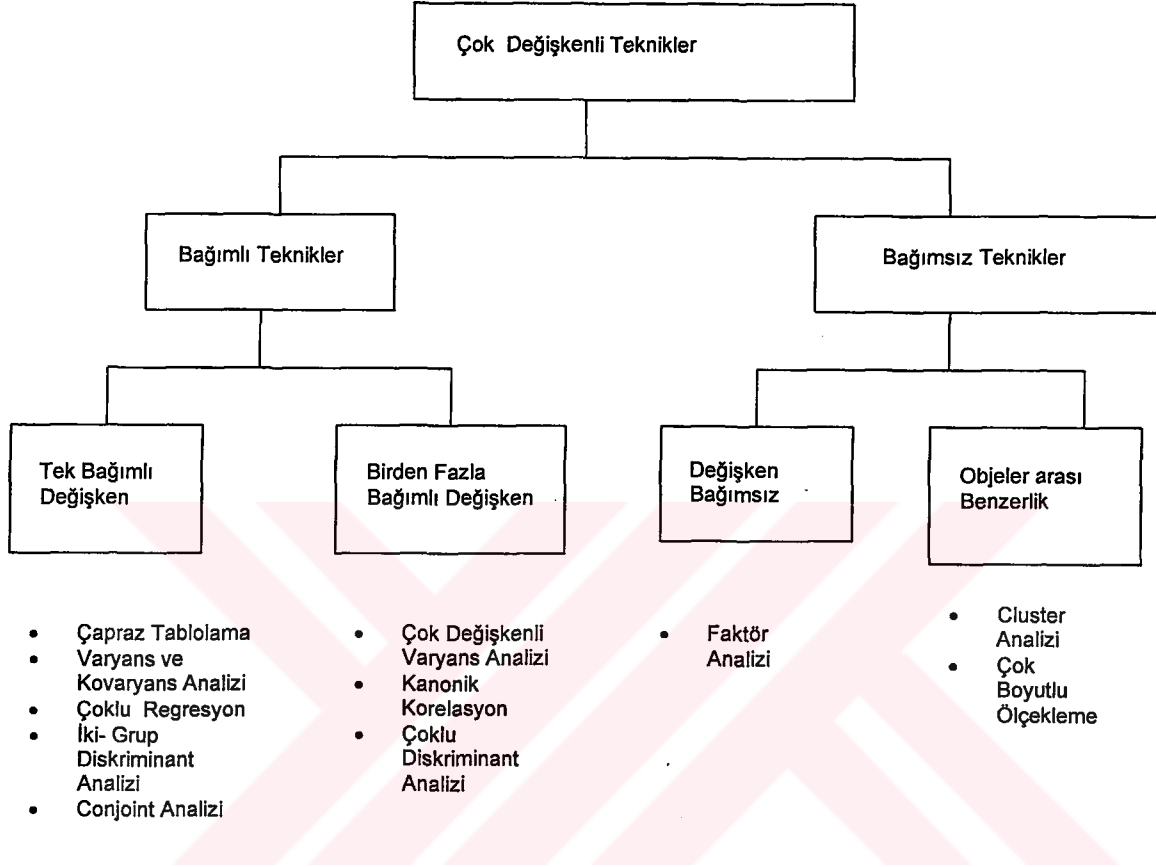 Çok Değişkenli Teknikler
Bağımlı Teknikler
Bağımsız Teknikler
Tek Bağımlı
Değişken
Birden Fazla
Bağımlı Değişken
Değişken
Bağımsız
Objeler arası
Benzerlik
• Çapraz Tablolama
• Varyans ve
Kovaryans Analizi
• Çoklu Regresyon
• İki- Grup
Diskriminant
Analizi
• Conjoint Analizi
• Çok Değişkenli
Varyans Analizi
• Kanonik
Korelasyon
• Çoklu
Diskriminant
Analizi
• Faktör
Analizi
• Cluster
Analizi
• Çok
Boyutlu
Ölçekleme